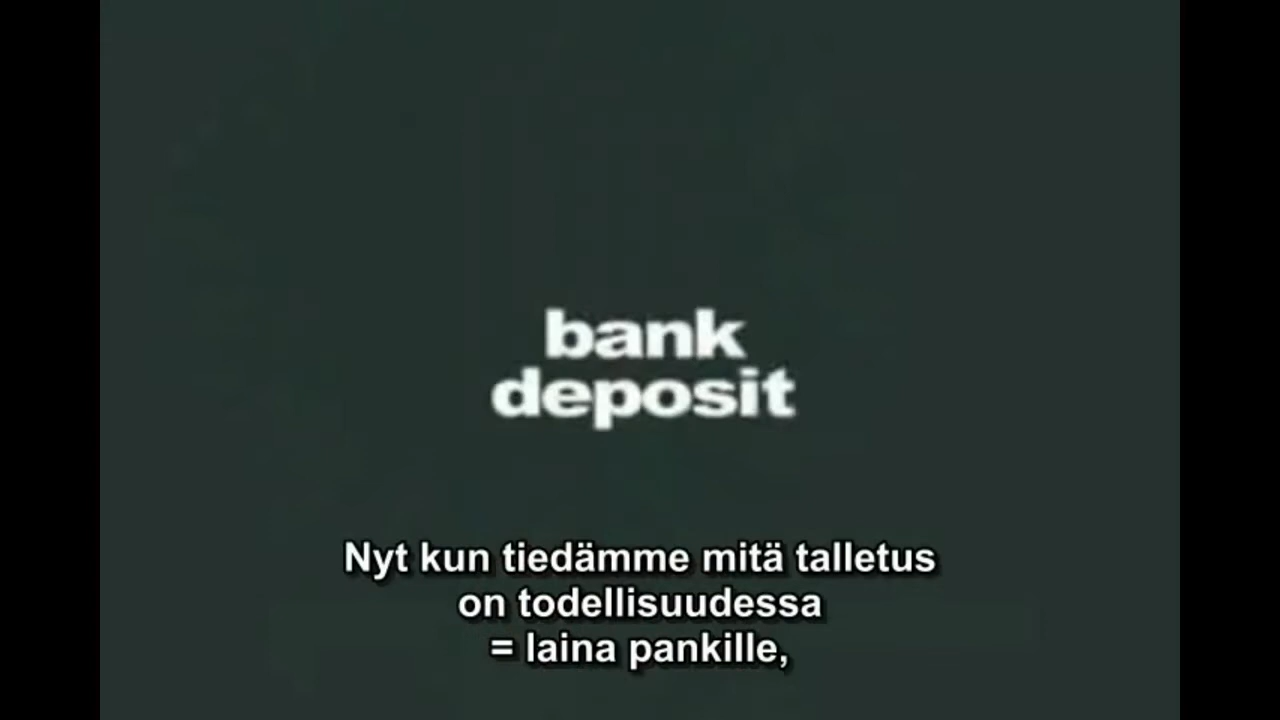 bank
deposit
Nyt kun tiedämme mitä talletus
on todellisuudessa
= laina pankille,